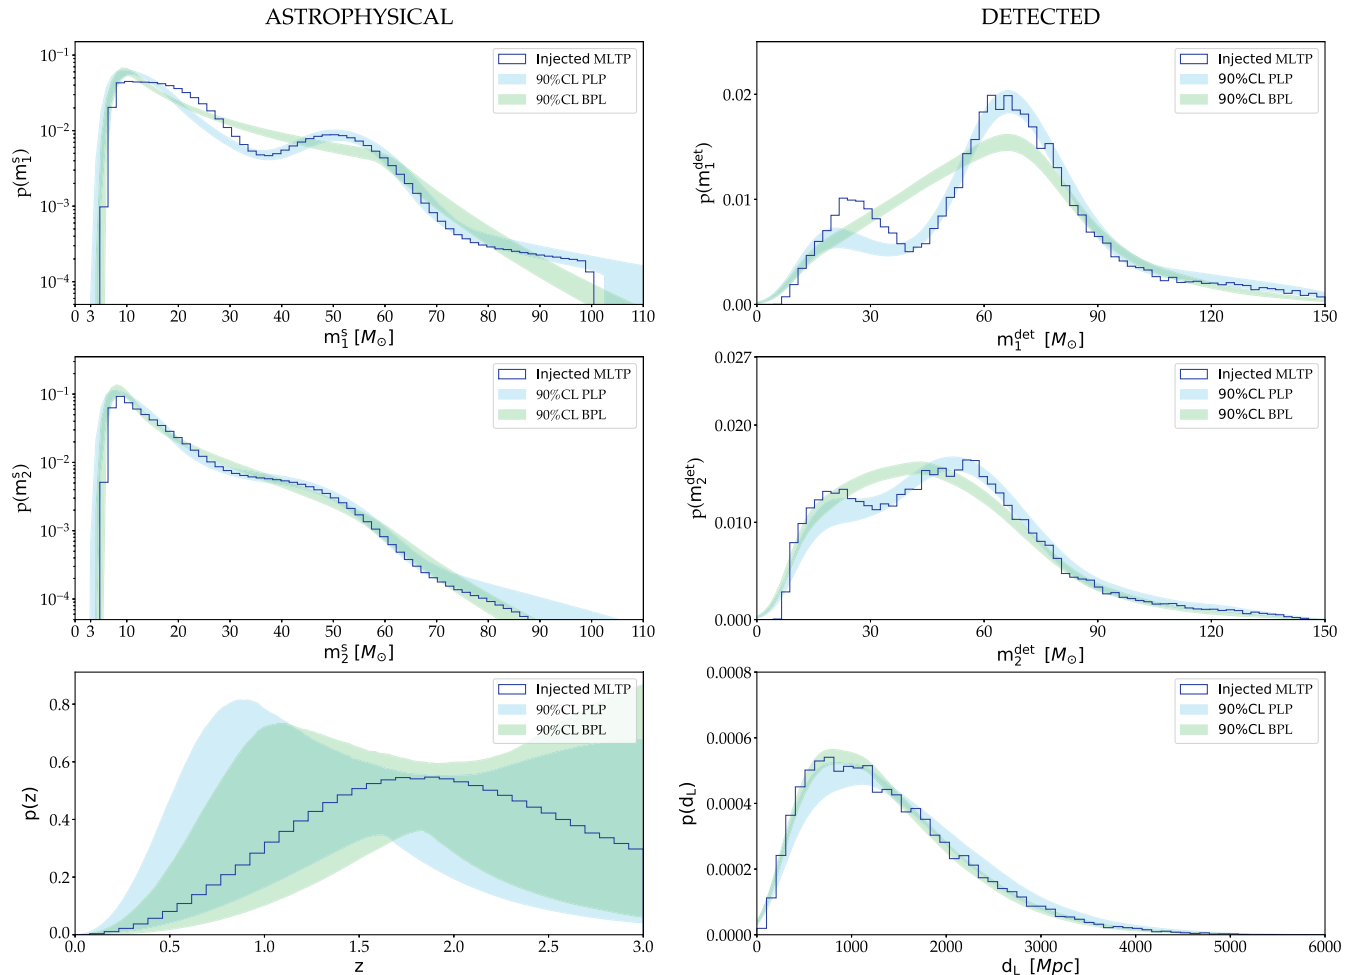 ASTROPHYSICAL
DETECTED
10⁻¹
10⁻²
10⁻³
10⁻⁴
p(m₁ˢ)
Injected MLTP
90%CL PLP
90%CL BPL
0 3 10 20 30 40 50 60 70 80 90 100 110
m₁ˢ [M☉]
0.02
0.01
0.00
p(m₁ᵈᵉᵗ)
Injected MLTP
90%CL PLP
90%CL BPL
0 30 60 90 120 150
m₁ᵈᵉᵗ [M☉]
10⁻¹
10⁻²
10⁻³
10⁻⁴
p(m₂ˢ)
Injected MLTP
90%CL PLP
90%CL BPL
0 3 10 20 30 40 50 60 70 80 90 100 110
m₂ˢ [M☉]
0.027
0.020
0.010
0.000
p(m₂ᵈᵉᵗ)
Injected MLTP
90%CL PLP
90%CL BPL
0 30 60 90 120 150
m₂ᵈᵉᵗ [M☉]
0.8
0.6
0.4
0.2
0.0
p(z)
Injected MLTP
90%CL PLP
90%CL BPL
0.0 0.5 1.0 1.5 2.0 2.5 3.0
z
0.0008
0.0006
0.0004
0.0002
0.0000
p(d_L)
Injected MLTP
90%CL PLP
90%CL BPL
0 1000 2000 3000 4000 5000 6000
d_L [Mpc]